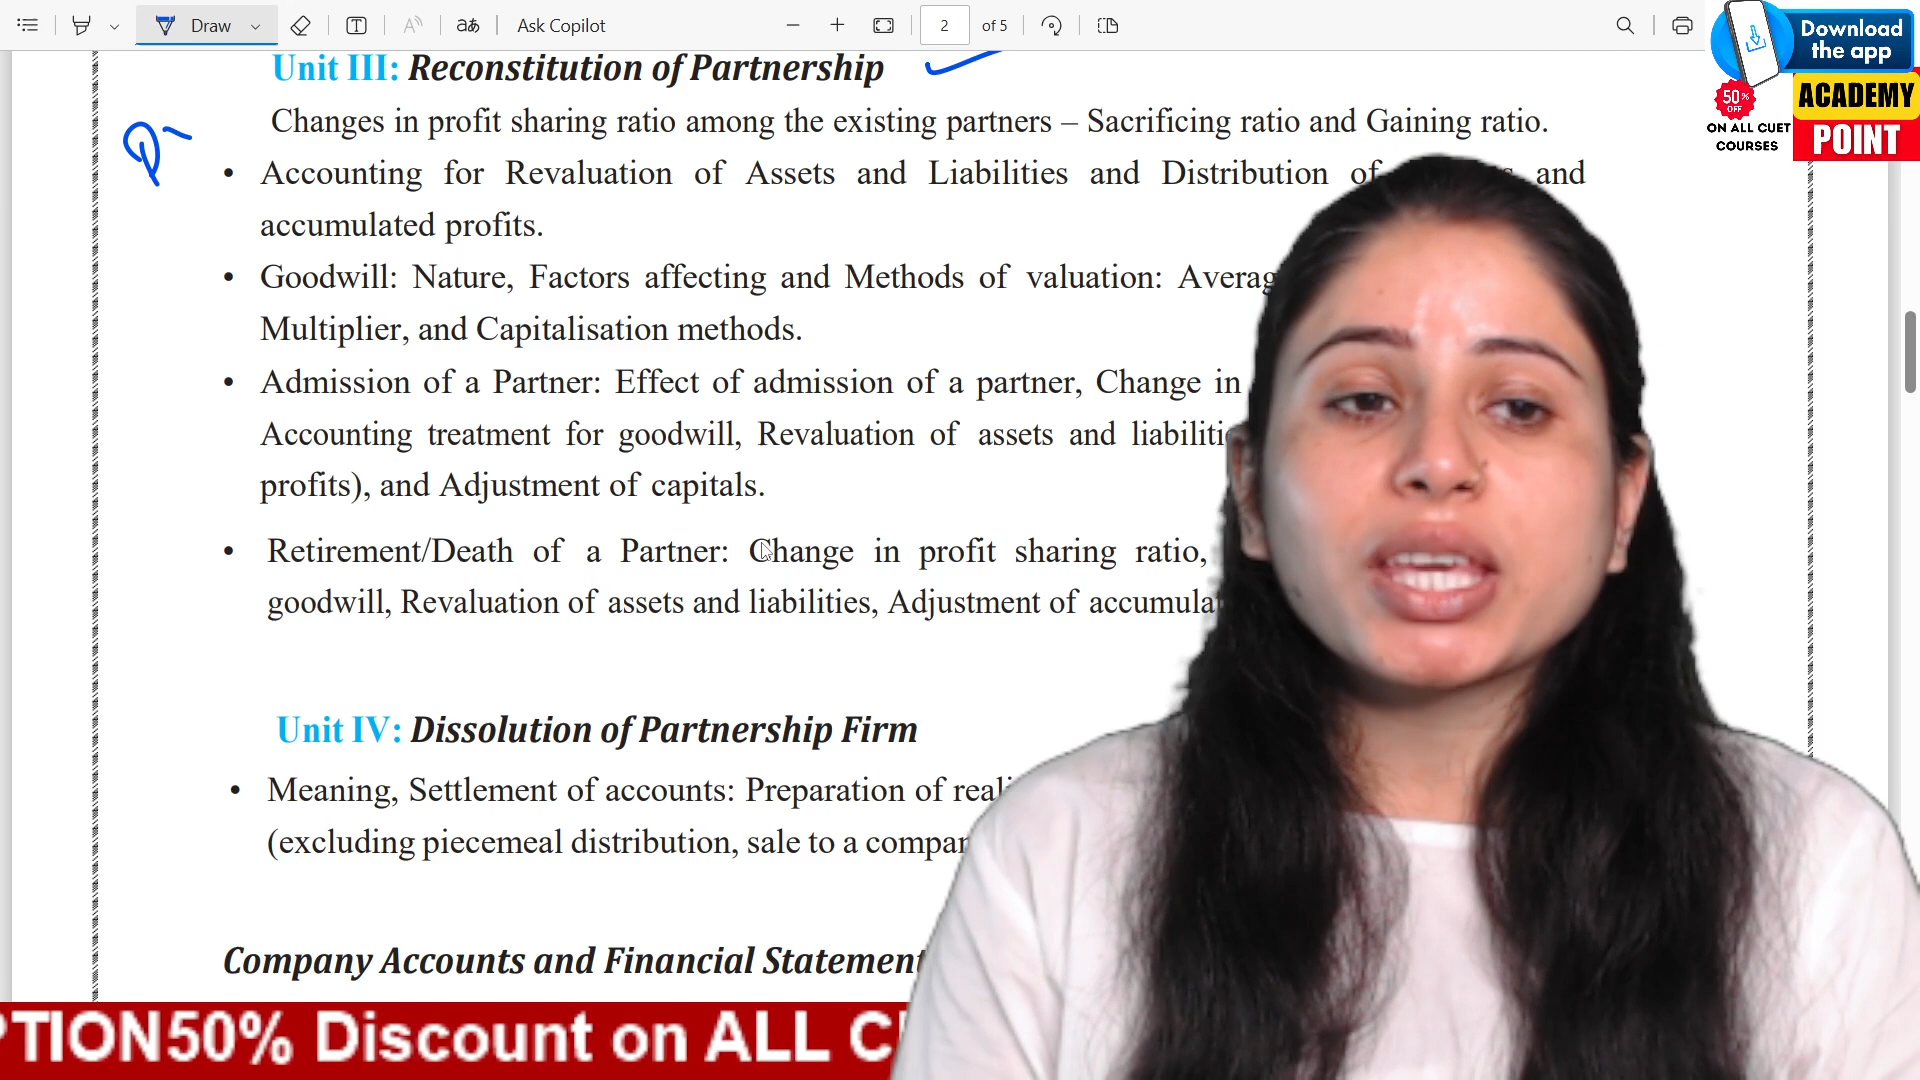 Draw
Ask Copilot
2 of 5
Download
the app
50%
OFF
ON ALL CUET
COURSES
ACADEMY
POINT
Unit III: Reconstitution of Partnership
Changes in profit sharing ratio among the existing partners – Sacrificing ratio and Gaining ratio.
• Accounting for Revaluation of Assets and Liabilities and Distribution of and
accumulated profits.
• Goodwill: Nature, Factors affecting and Methods of valuation: Averag
Multiplier, and Capitalisation methods.
• Admission of a Partner: Effect of admission of a partner, Change in
Accounting treatment for goodwill, Revaluation of assets and liabiliti
profits), and Adjustment of capitals.
• Retirement/Death of a Partner: Change in profit sharing ratio,
goodwill, Revaluation of assets and liabilities, Adjustment of accumula
Unit IV: Dissolution of Partnership Firm
• Meaning, Settlement of accounts: Preparation of reali
(excluding piecemeal distribution, sale to a compan
Company Accounts and Financial Statement
PTION50% Discount on ALL C